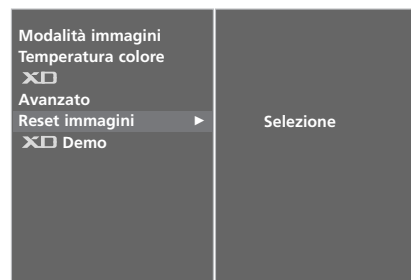 Modalità immagini
Temperatura colore
XD
Avanzato
Reset immagini ►
XD Demo
Selezione